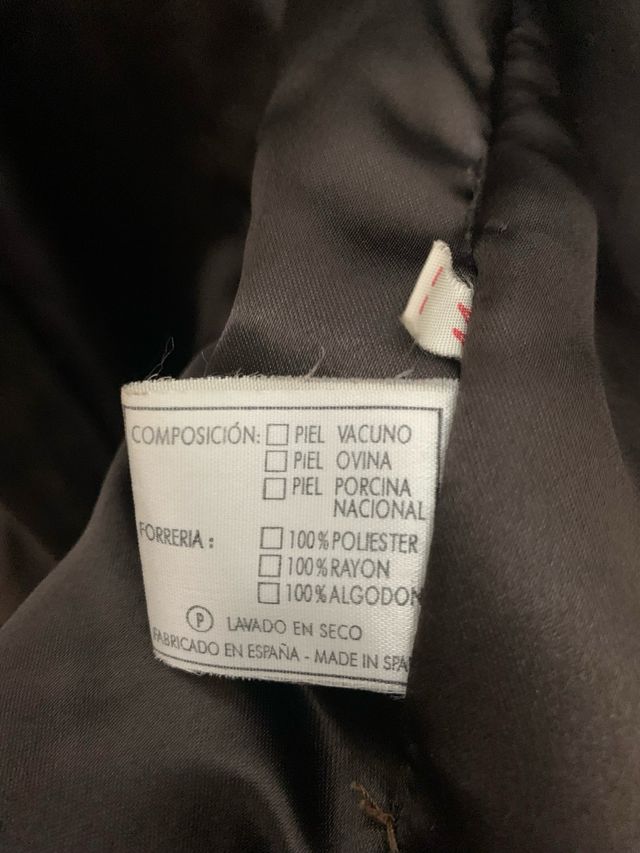 COMPOSICIÓN: PIEL VACUNO
PIEL OVINA
PIEL PORCINA
NACIONAL
FORRERIA : 100% POLIESTER
100% RAYON
100% ALGODON
P LAVADO EN SECO
FABRICADO EN ESPAÑA - MADE IN SPA